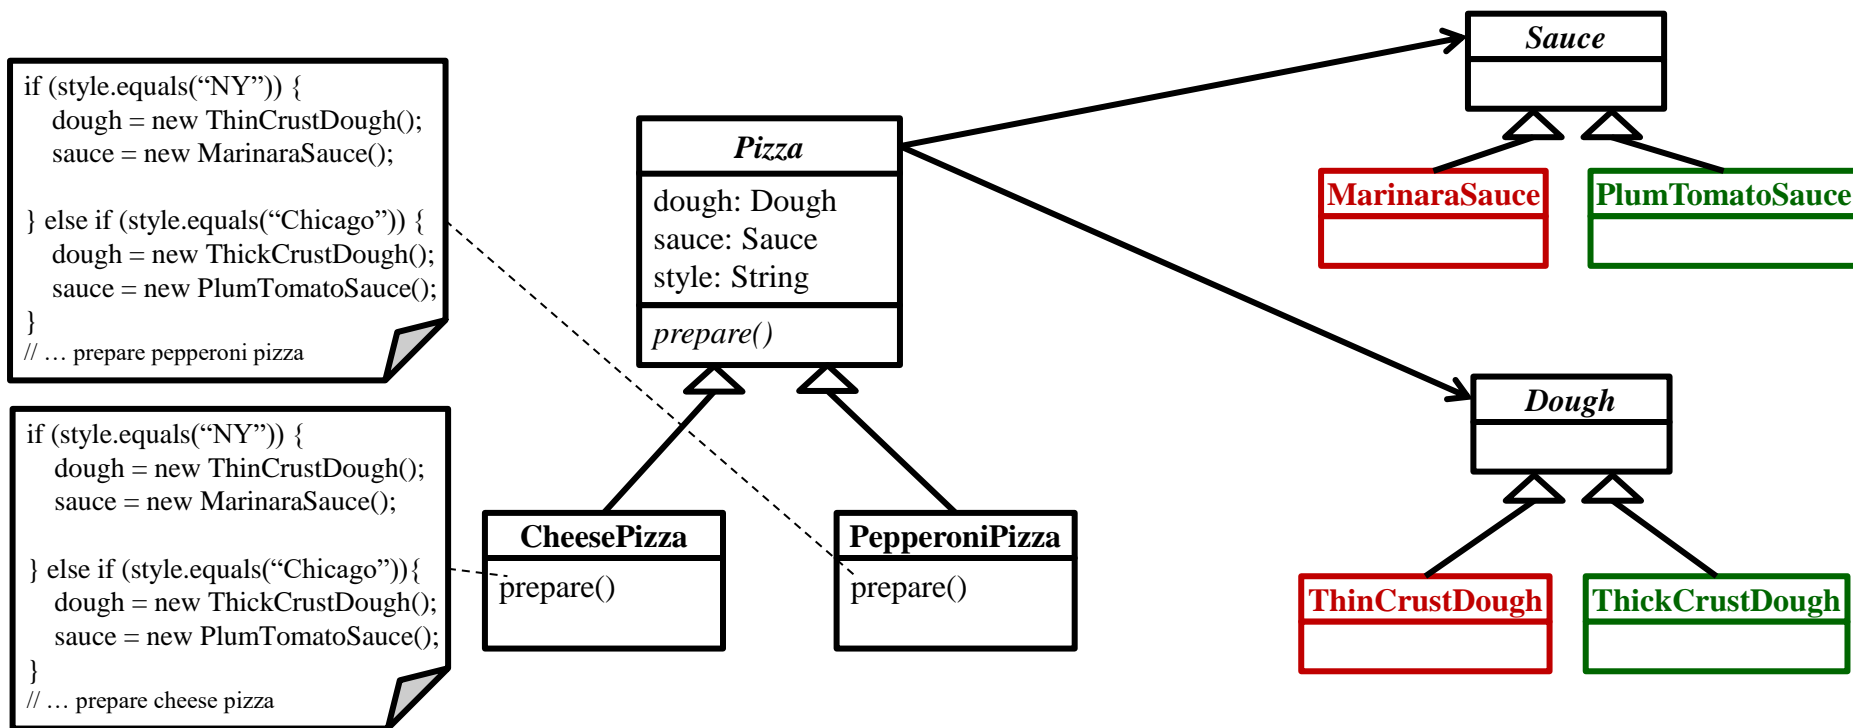 if (style.equals(“NY”)) {
dough = new ThinCrustDough();
sauce = new MarinaraSauce();
} else if (style.equals(“Chicago”)) {
dough = new ThickCrustDough();
sauce = new PlumTomatoSauce();
}
// … prepare pepperoni pizza
if (style.equals(“NY”)) {
dough = new ThinCrustDough();
sauce = new MarinaraSauce();
} else if (style.equals(“Chicago”)){
dough = new ThickCrustDough();
sauce = new PlumTomatoSauce();
}
// … prepare cheese pizza
Pizza
dough: Dough
sauce: Sauce
style: String
prepare()
CheesePizza
prepare()
PepperoniPizza
prepare()
Sauce
MarinaraSauce
PlumTomatoSauce
Dough
ThinCrustDough
ThickCrustDough